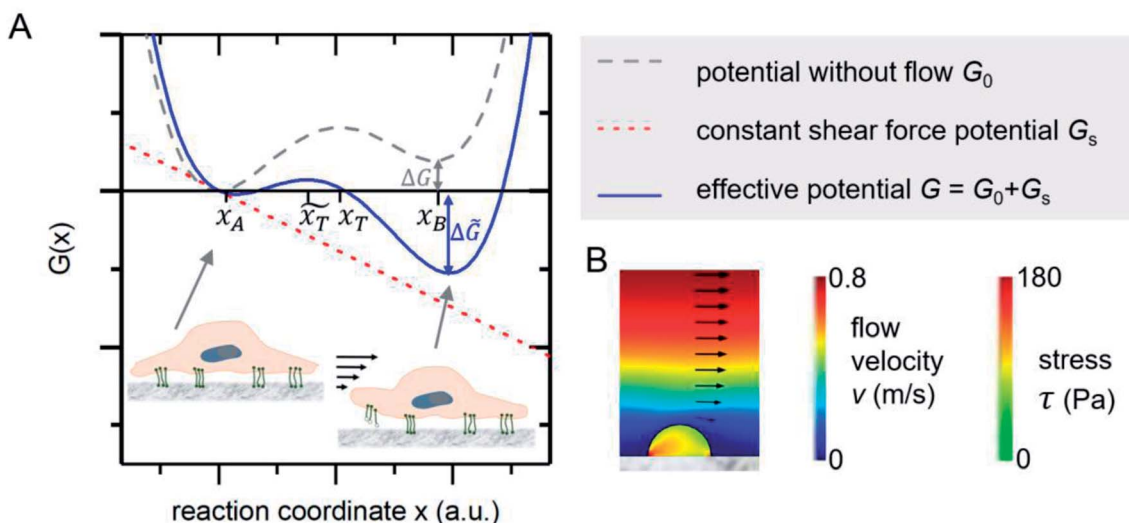 A
G(x)
ΔG
x_A
x̃_T
x_T
x_B
ΔG̃
reaction coordinate x (a.u.)
potential without flow G₀
constant shear force potential Gₛ
effective potential G = G₀+Gₛ
B
0.8
flow
velocity
v (m/s)
0
180
stress
τ (Pa)
0